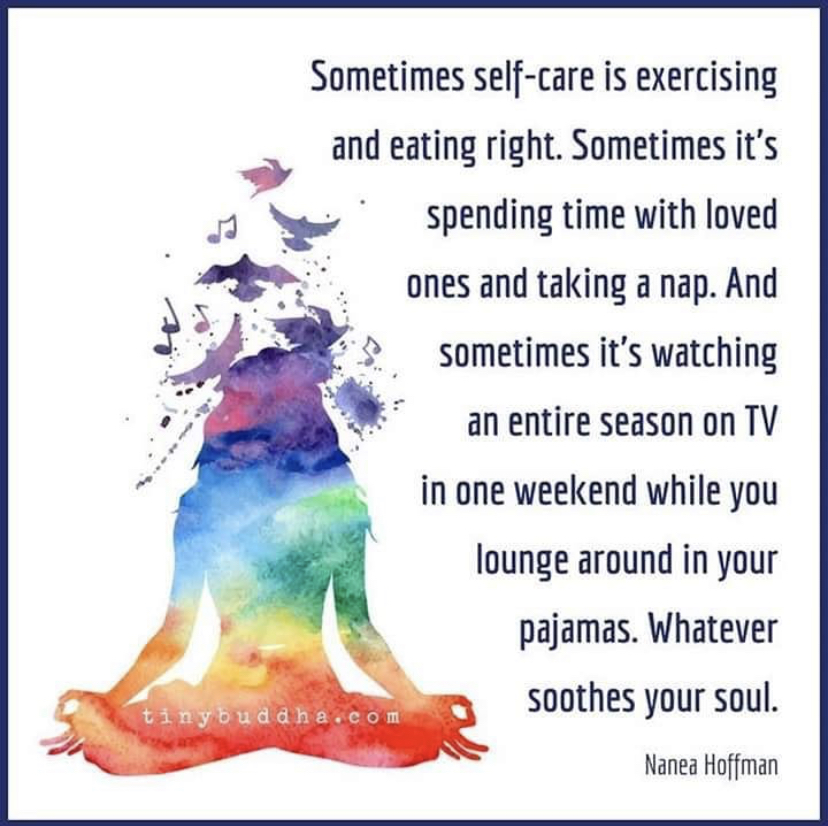 Sometimes self-care is exercising
and eating right. Sometimes it's
spending time with loved
ones and taking a nap. And
sometimes it's watching
an entire season on TV
in one weekend while you
lounge around in your
pajamas. Whatever
soothes your soul.
tinybuddha.com
Nanea Hoffman